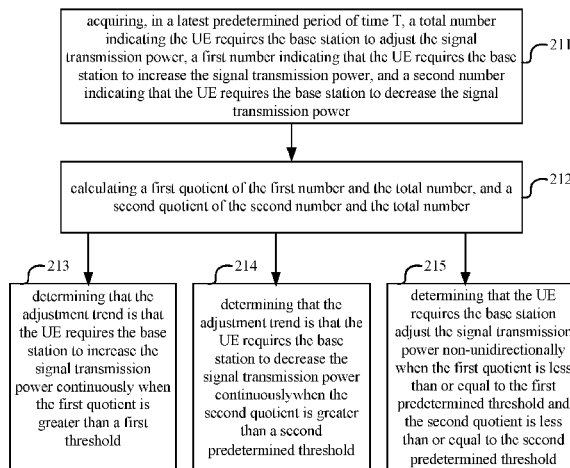 acquiring, in a latest predetermined period of time T, a total number
indicating the UE requires the base station to adjust the signal
transmission power, a first number indicating that the UE requires the base
station to increase the signal transmission power, and a second number
indicating that the UE requires the base station to decrease the signal
transmission power
211
calculating a first quotient of the first number and the total number, and a
second quotient of the second number and the total number
212
213
determining that the
adjustment trend is that
the UE requires the base
station to increase the
signal transmission
power continuously when
the first quotient is
greater than a first
threshold
214
determining that the
adjustment trend is that
the UE requires the base
station to decrease the
signal transmission power
continuouslywhen the
second quotient is greater
than a second
predetermined threshold
215
determining that the UE
requires the base station
adjust the signal transmission
power non-unidirectionally
when the first quotient is less
than or equal to the first
predetermined threshold and
the second quotient is less
than or equal to the second
predetermined threshold